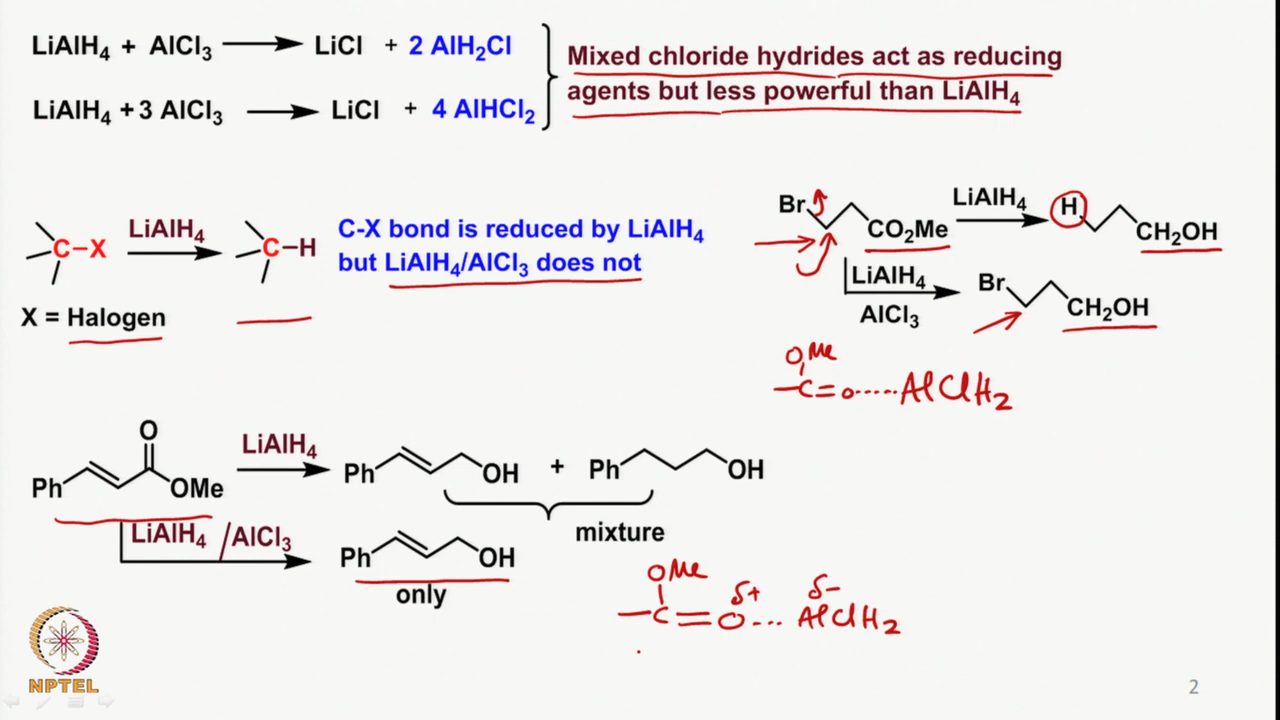 LiAlH₄ + AlCl₃ → LiCl + 2 AlH₂Cl
LiAlH₄ + 3 AlCl₃ → LiCl + 4 AlHCl₂
Mixed chloride hydrides act as reducing
agents but less powerful than LiAlH₄
C–X LiAlH₄ → C–H
X = Halogen
C-X bond is reduced by LiAlH₄
but LiAlH₄/AlCl₃ does not
Br CO₂Me LiAlH₄ → H CH₂OH
LiAlH₄
AlCl₃
Br CH₂OH
OMe
–C=O.....AlClH₂
Ph O OMe LiAlH₄ → Ph OH + Ph OH
mixture
LiAlH₄ /AlCl₃
Ph OH
only
OMe δ+ δ–
–C=O... AlClH₂
NPTEL
2